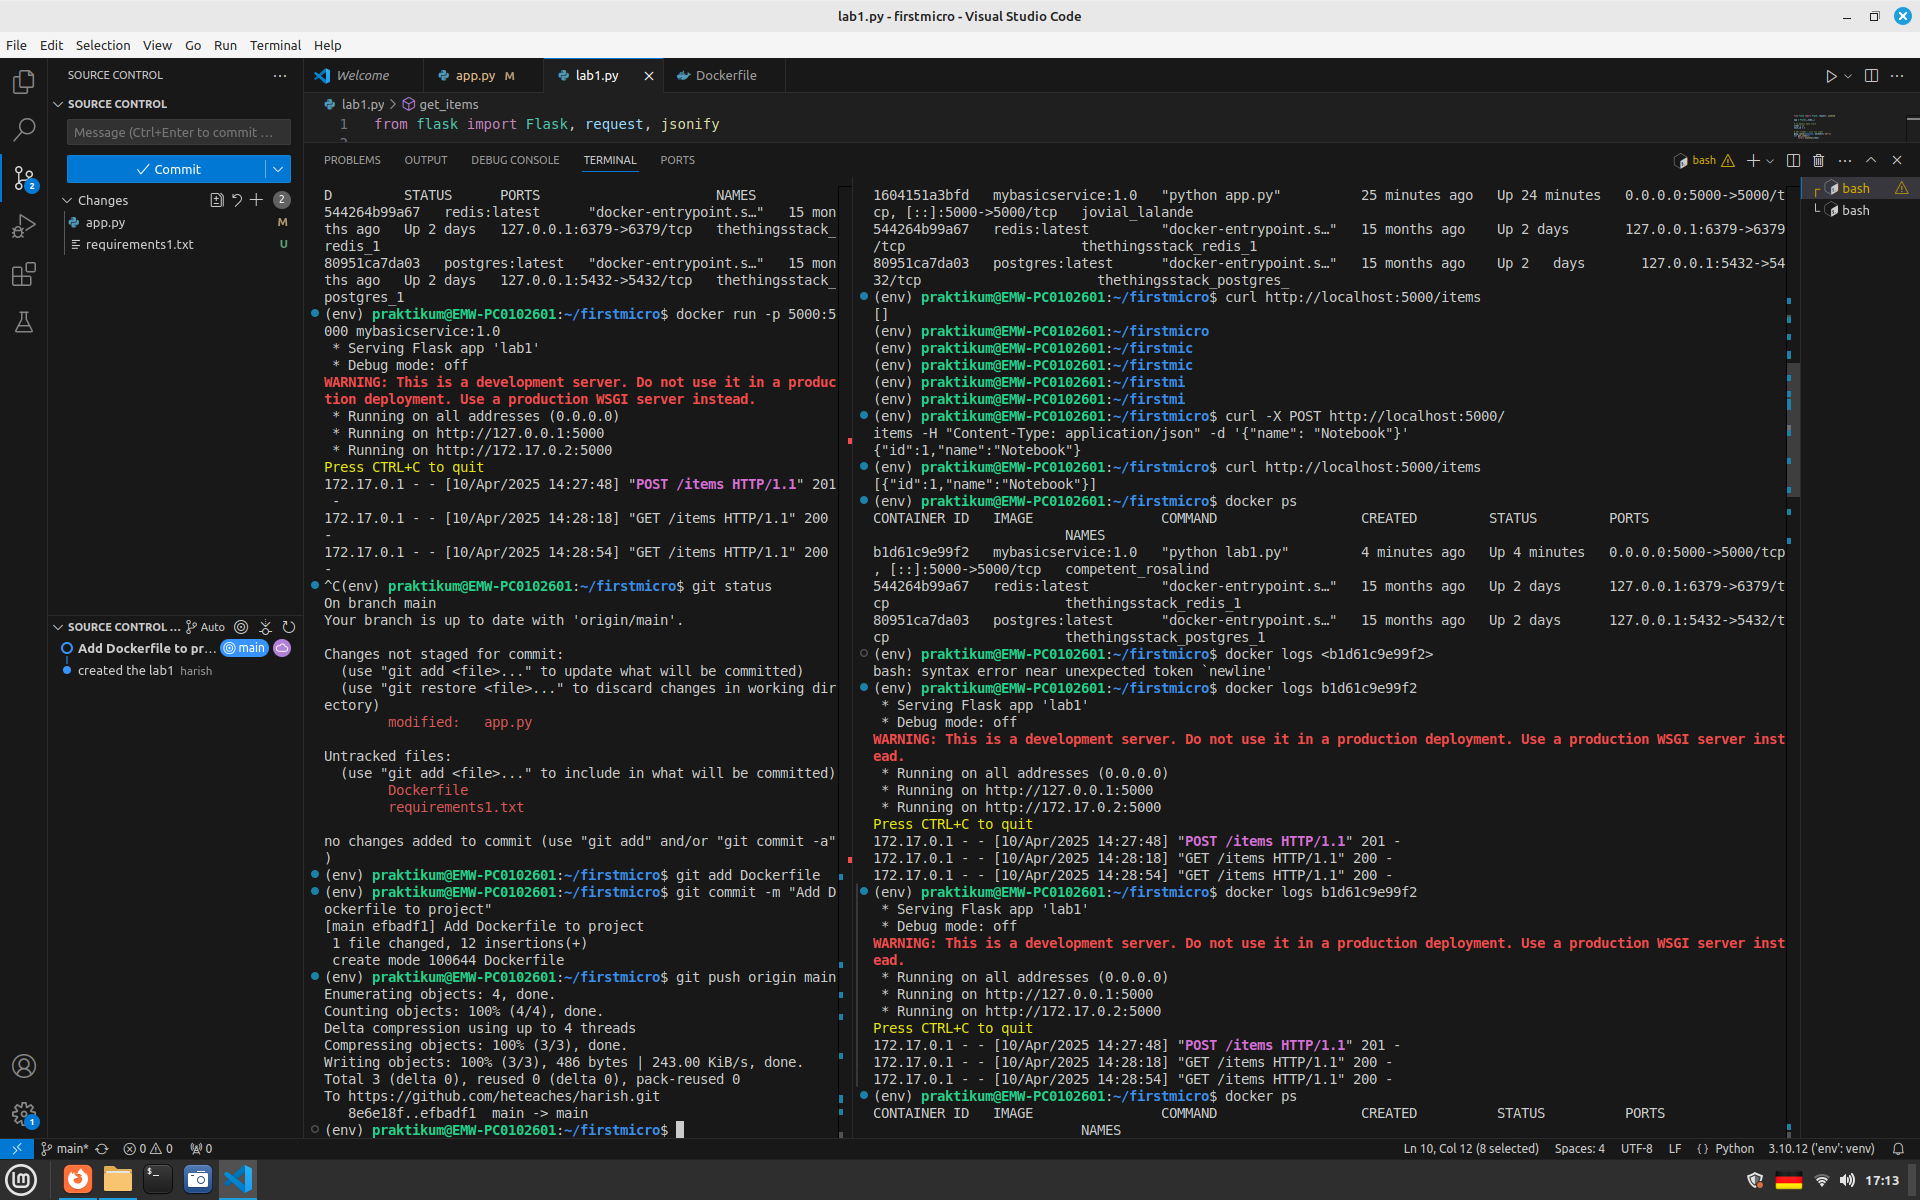 lab1.py - firstmicro - Visual Studio Code
File Edit Selection View Go Run Terminal Help
SOURCE CONTROL
SOURCE CONTROL
Message (Ctrl+Enter to commit ...
Commit
Changes 2
app.py M
requirements1.txt U
SOURCE CONTROL ... Auto
Add Dockerfile to pr... main
created the lab1 harish
2
1
Welcome
app.py M
lab1.py
Dockerfile
lab1.py > get_items
1 from flask import Flask, request, jsonify
PROBLEMS OUTPUT DEBUG CONSOLE TERMINAL PORTS
bash
D STATUS PORTS NAMES
544264b99a67 redis:latest "docker-entrypoint.s…" 15 mon
ths ago Up 2 days 127.0.0.1:6379->6379/tcp thethingsstack_
redis_1
80951ca7da03 postgres:latest "docker-entrypoint.s…" 15 mon
ths ago Up 2 days 127.0.0.1:5432->5432/tcp thethingsstack_
postgres_1
(env) praktikum@EMW-PC0102601:~/firstmicro$ docker run -p 5000:5
000 mybasicservice:1.0
* Serving Flask app 'lab1'
* Debug mode: off
WARNING: This is a development server. Do not use it in a produc
tion deployment. Use a production WSGI server instead.
* Running on all addresses (0.0.0.0)
* Running on http://127.0.0.1:5000
* Running on http://172.17.0.2:5000
Press CTRL+C to quit
172.17.0.1 - - [10/Apr/2025 14:27:48] "POST /items HTTP/1.1" 201
-
172.17.0.1 - - [10/Apr/2025 14:28:18] "GET /items HTTP/1.1" 200
-
172.17.0.1 - - [10/Apr/2025 14:28:54] "GET /items HTTP/1.1" 200
-
^C(env) praktikum@EMW-PC0102601:~/firstmicro$ git status
On branch main
Your branch is up to date with 'origin/main'.
Changes not staged for commit:
(use "git add <file>..." to update what will be committed)
(use "git restore <file>..." to discard changes in working dir
ectory)
modified: app.py
Untracked files:
(use "git add <file>..." to include in what will be committed)
Dockerfile
requirements1.txt
no changes added to commit (use "git add" and/or "git commit -a"
)
(env) praktikum@EMW-PC0102601:~/firstmicro$ git add Dockerfile
(env) praktikum@EMW-PC0102601:~/firstmicro$ git commit -m "Add D
ockerfile to project"
[main efbadf1] Add Dockerfile to project
1 file changed, 12 insertions(+)
create mode 100644 Dockerfile
(env) praktikum@EMW-PC0102601:~/firstmicro$ git push origin main
Enumerating objects: 4, done.
Counting objects: 100% (4/4), done.
Delta compression using up to 4 threads
Compressing objects: 100% (3/3), done.
Writing objects: 100% (3/3), 486 bytes | 243.00 KiB/s, done.
Total 3 (delta 0), reused 0 (delta 0), pack-reused 0
To https://github.com/heteaches/harish.git
8e6e18f..efbadf1 main -> main
(env) praktikum@EMW-PC0102601:~/firstmicro$
1604151a3bfd mybasicservice:1.0 "python app.py" 25 minutes ago Up 24 minutes 0.0.0.0:5000->5000/t
cp, [::]:5000->5000/tcp jovial_lalande
544264b99a67 redis:latest "docker-entrypoint.s…" 15 months ago Up 2 days 127.0.0.1:6379->6379
/tcp thethingsstack_redis_1
80951ca7da03 postgres:latest "docker-entrypoint.s…" 15 months ago Up 2 days 127.0.0.1:5432->54
32/tcp thethingsstack_postgres_
(env) praktikum@EMW-PC0102601:~/firstmicro$ curl http://localhost:5000/items
[]
(env) praktikum@EMW-PC0102601:~/firstmicro
(env) praktikum@EMW-PC0102601:~/firstmic
(env) praktikum@EMW-PC0102601:~/firstmic
(env) praktikum@EMW-PC0102601:~/firstmi
(env) praktikum@EMW-PC0102601:~/firstmi
(env) praktikum@EMW-PC0102601:~/firstmicro$ curl -X POST http://localhost:5000/
items -H "Content-Type: application/json" -d '{"name": "Notebook"}'
{"id":1,"name":"Notebook"}
(env) praktikum@EMW-PC0102601:~/firstmicro$ curl http://localhost:5000/items
[{"id":1,"name":"Notebook"}]
(env) praktikum@EMW-PC0102601:~/firstmicro$ docker ps
CONTAINER ID IMAGE COMMAND CREATED STATUS PORTS
NAMES
b1d61c9e99f2 mybasicservice:1.0 "python lab1.py" 4 minutes ago Up 4 minutes 0.0.0.0:5000->5000/tcp
, [::]:5000->5000/tcp competent_rosalind
544264b99a67 redis:latest "docker-entrypoint.s…" 15 months ago Up 2 days 127.0.0.1:6379->6379/t
cp thethingsstack_redis_1
80951ca7da03 postgres:latest "docker-entrypoint.s…" 15 months ago Up 2 days 127.0.0.1:5432->5432/t
cp thethingsstack_postgres_1
(env) praktikum@EMW-PC0102601:~/firstmicro$ docker logs <b1d61c9e99f2>
bash: syntax error near unexpected token `newline'
(env) praktikum@EMW-PC0102601:~/firstmicro$ docker logs b1d61c9e99f2
* Serving Flask app 'lab1'
* Debug mode: off
WARNING: This is a development server. Do not use it in a production deployment. Use a production WSGI server inst
ead.
* Running on all addresses (0.0.0.0)
* Running on http://127.0.0.1:5000
* Running on http://172.17.0.2:5000
Press CTRL+C to quit
172.17.0.1 - - [10/Apr/2025 14:27:48] "POST /items HTTP/1.1" 201 -
172.17.0.1 - - [10/Apr/2025 14:28:18] "GET /items HTTP/1.1" 200 -
172.17.0.1 - - [10/Apr/2025 14:28:54] "GET /items HTTP/1.1" 200 -
(env) praktikum@EMW-PC0102601:~/firstmicro$ docker logs b1d61c9e99f2
* Serving Flask app 'lab1'
* Debug mode: off
WARNING: This is a development server. Do not use it in a production deployment. Use a production WSGI server inst
ead.
* Running on all addresses (0.0.0.0)
* Running on http://127.0.0.1:5000
* Running on http://172.17.0.2:5000
Press CTRL+C to quit
172.17.0.1 - - [10/Apr/2025 14:27:48] "POST /items HTTP/1.1" 201 -
172.17.0.1 - - [10/Apr/2025 14:28:18] "GET /items HTTP/1.1" 200 -
172.17.0.1 - - [10/Apr/2025 14:28:54] "GET /items HTTP/1.1" 200 -
(env) praktikum@EMW-PC0102601:~/firstmicro$ docker ps
CONTAINER ID IMAGE COMMAND CREATED STATUS PORTS
NAMES
bash
bash
main* 0 0 0
Ln 10, Col 12 (8 selected) Spaces: 4 UTF-8 LF Python 3.10.12 ('env': venv)
17:13